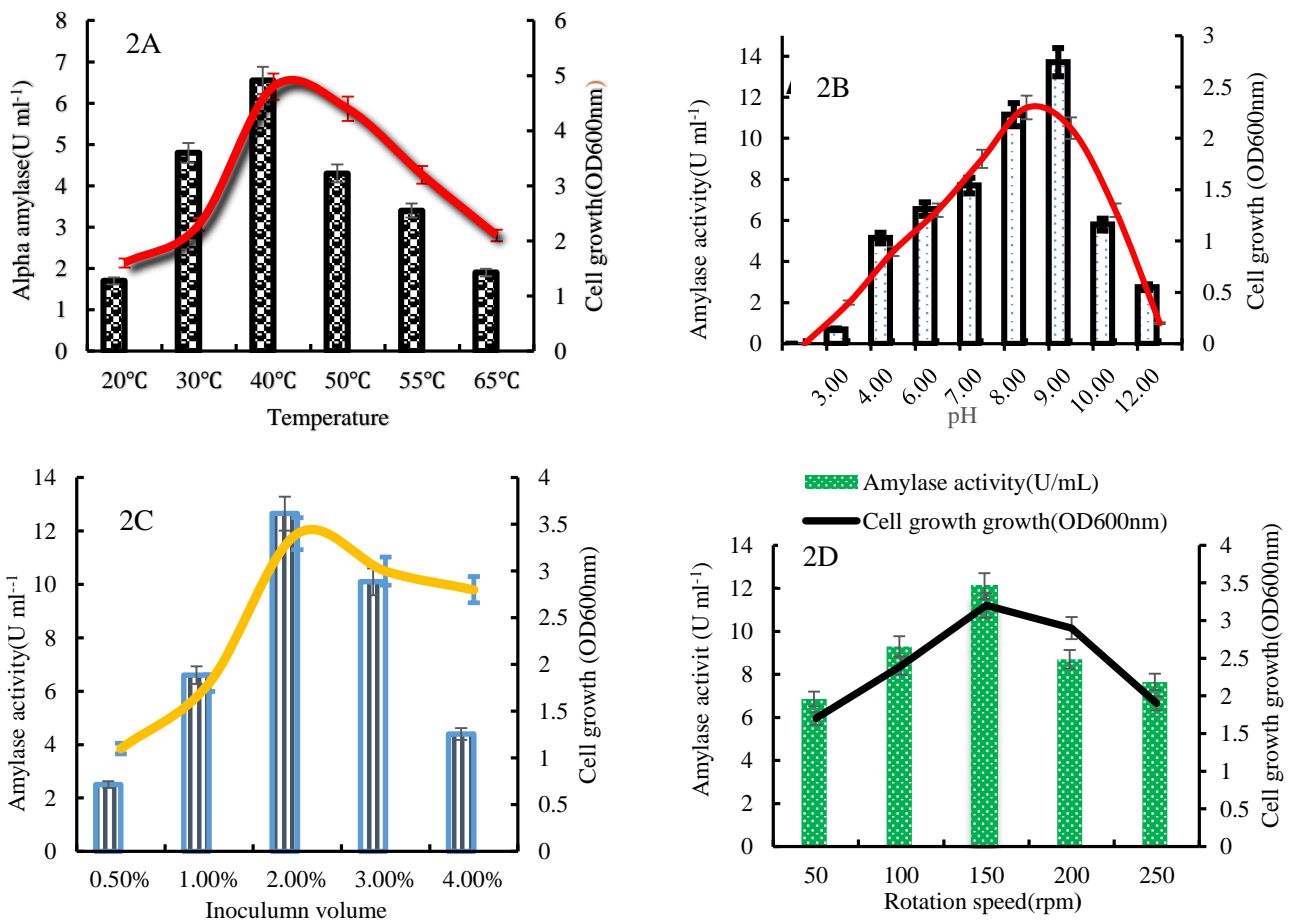 2A
Alpha amylase(U ml-1)
8
7
6
5
4
3
2
1
0
6
5
4
3
2
1
0
Cell growth(OD600nm)
20℃ 30℃ 40℃ 50℃ 55℃ 65℃
Temperature
2B
Amylase activity(U ml-1)
14
12
10
8
6
4
2
0
3
2.5
2
1.5
1
0.5
0
Cell growth (OD600nm)
3.00 4.00 6.00 7.00 8.00 9.00 10.00 12.00
pH
2C
Amylase activity(U ml-1
14
12
10
8
6
4
2
0
4
3.5
3
2.5
2
1.5
1
0.5
0
Cell growth (OD600nm)
0.50% 1.00% 2.00% 3.00% 4.00%
Inoculumn volume
Amylase activity(U/mL)
Cell growth growth(OD600nm)
2D
Amylase activit (U ml-1)
14
12
10
8
6
4
2
0
4
3.5
3
2.5
2
1.5
1
0.5
0
Cell growth growth(OD600nm)
50 100 150 200 250
Rotation speed(rpm)